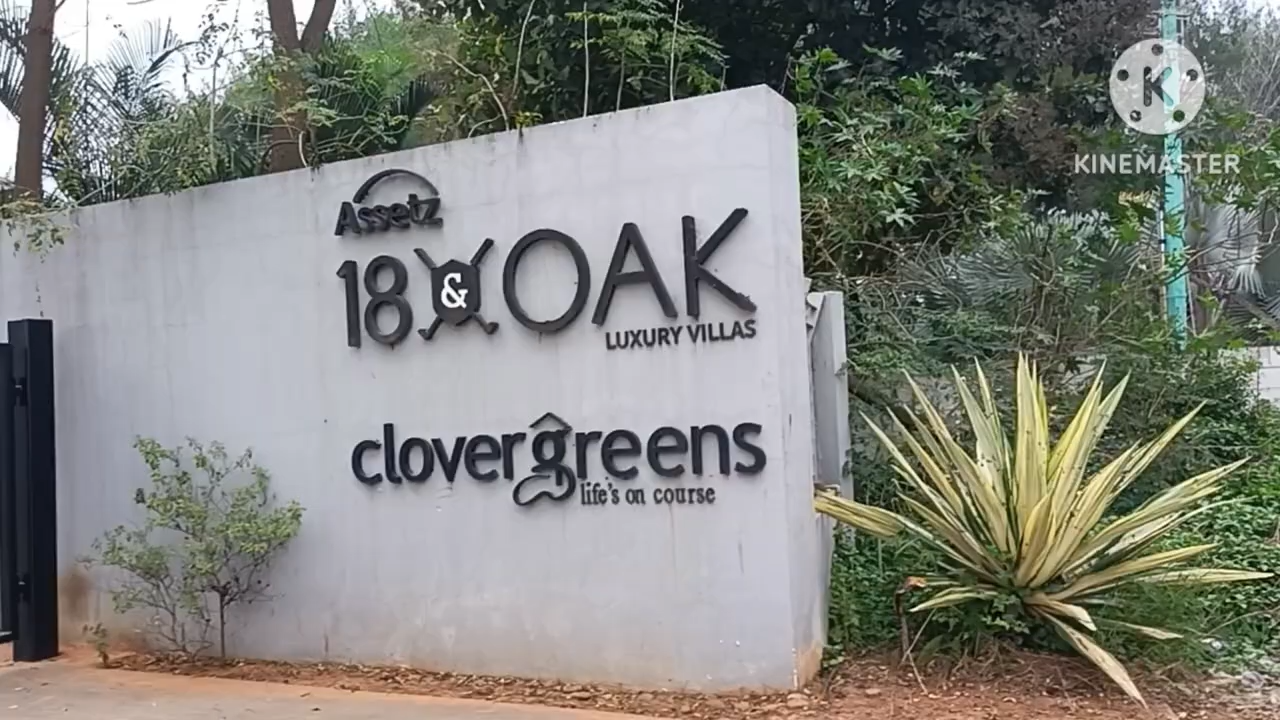 Assetz
18 & OAK
LUXURY VILLAS
clovergreens
life's on course
K
KINEMASTER